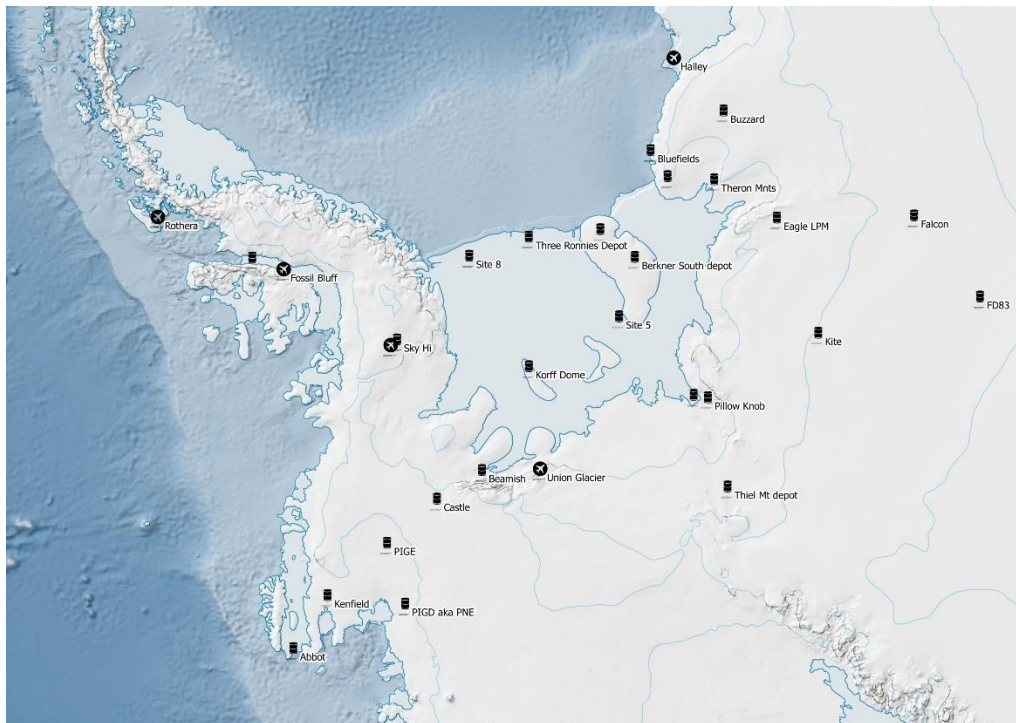 Halley
Buzzard
Bluefields
Theron Mnts
Rothera
Eagle LPM
Falcon
Three Ronnies Depot
Site 8
Berkner South depot
Fossil Bluff
FD83
Site 5
Kite
Sky Hi
Korff Dome
Pillow Knob
Beamish
Union Glacier
Thiel Mt depot
Castle
PIGE
Kenfield
PIGD aka PNE
Abbot